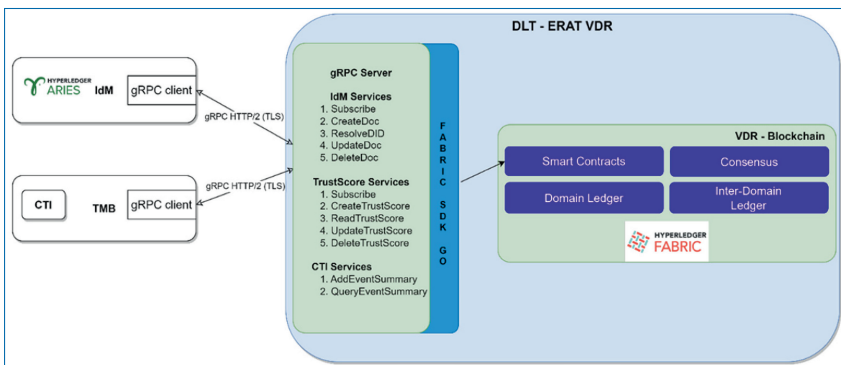 DLT - ERAT VDR
HYPERLEDGER
ARIES
IdM
gRPC client
gRPC HTTP/2 (TLS)
gRPC HTTP/2 (TLS)
CTI
TMB
gRPC client
gRPC Server
IdM Services
1. Subscribe
2. CreateDoc
3. ResolveDID
4. UpdateDoc
5. DeleteDoc
TrustScore Services
1. Subscribe
2. CreateTrustScore
3. ReadTrustScore
4. UpdateTrustScore
5. DeleteTrustScore
CTI Services
1. AddEventSummary
2. QueryEventSummary
FABRIC SDK GO
VDR - Blockchain
Smart Contracts
Consensus
Domain Ledger
Inter-Domain
Ledger
HYPERLEDGER
FABRIC